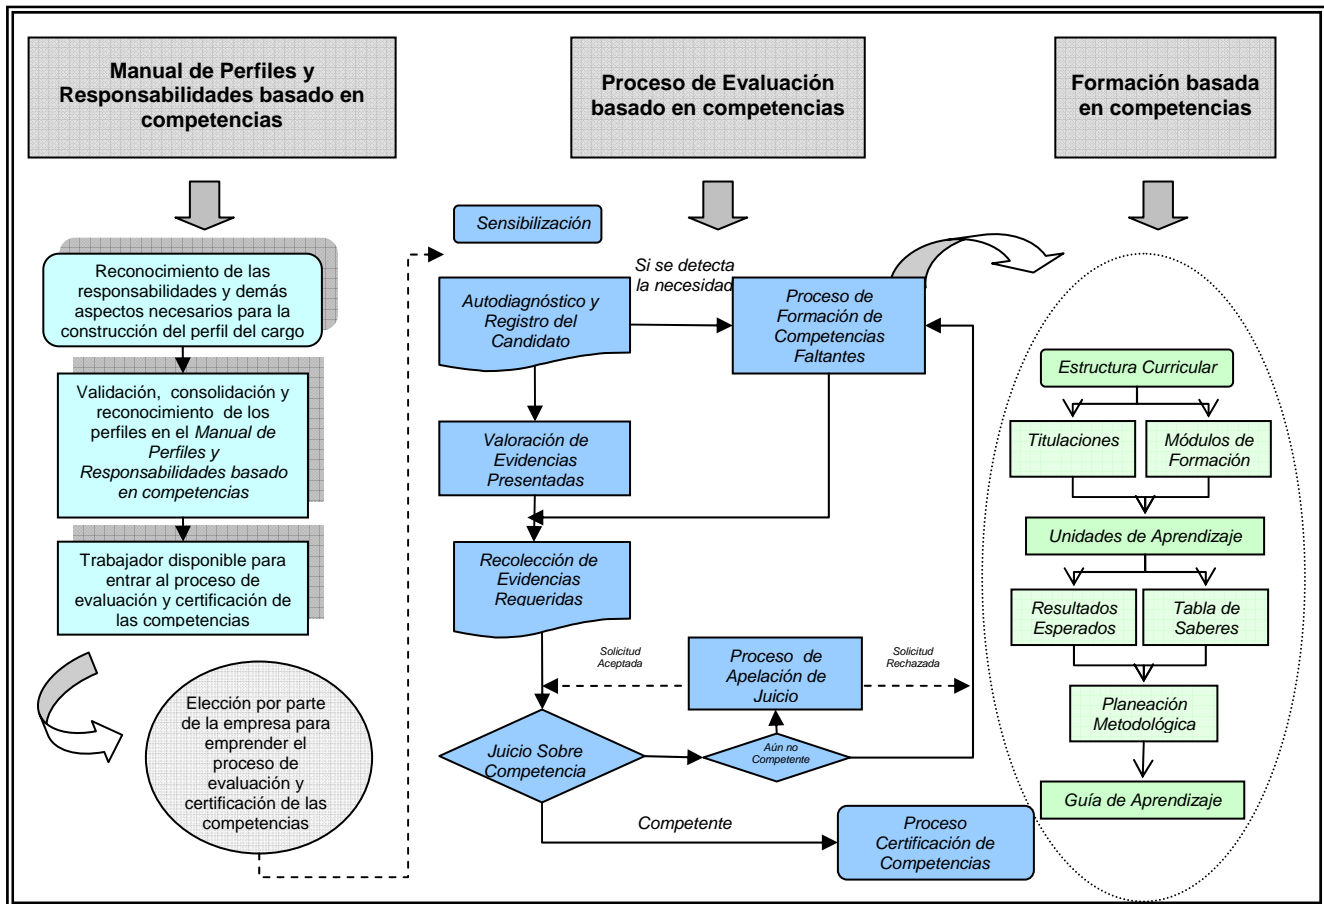 Manual de Perfiles y
Responsabilidades basado en
competencias
Proceso de Evaluación
basado en competencias
Formación basada
en competencias
Reconocimiento de las
responsabilidades y demás
aspectos necesarios para la
construcción del perfil del cargo
Validación, consolidación y
reconocimiento de los
perfiles en el Manual de
Perfiles y
Responsabilidades basado
en competencias
Trabajador disponible para
entrar al proceso de
evaluación y certificación de
las competencias
Elección por parte
de la empresa para
emprender el
proceso de
evaluación y
certificación de las
competencias
Sensibilización
Autodiagnóstico y
Registro del
Candidato
Si se detecta
la necesidad
Proceso de
Formación de
Competencias
Faltantes
Valoración de
Evidencias
Presentadas
Recolección de
Evidencias
Requeridas
Solicitud
Aceptada
Proceso de
Apelación de
Juicio
Solicitud
Rechazada
Juicio Sobre
Competencia
Aún no
Competente
Competente
Proceso
Certificación de
Competencias
Estructura Curricular
Titulaciones
Módulos de
Formación
Unidades de Aprendizaje
Resultados
Esperados
Tabla de
Saberes
Planeación
Metodológica
Guía de Aprendizaje